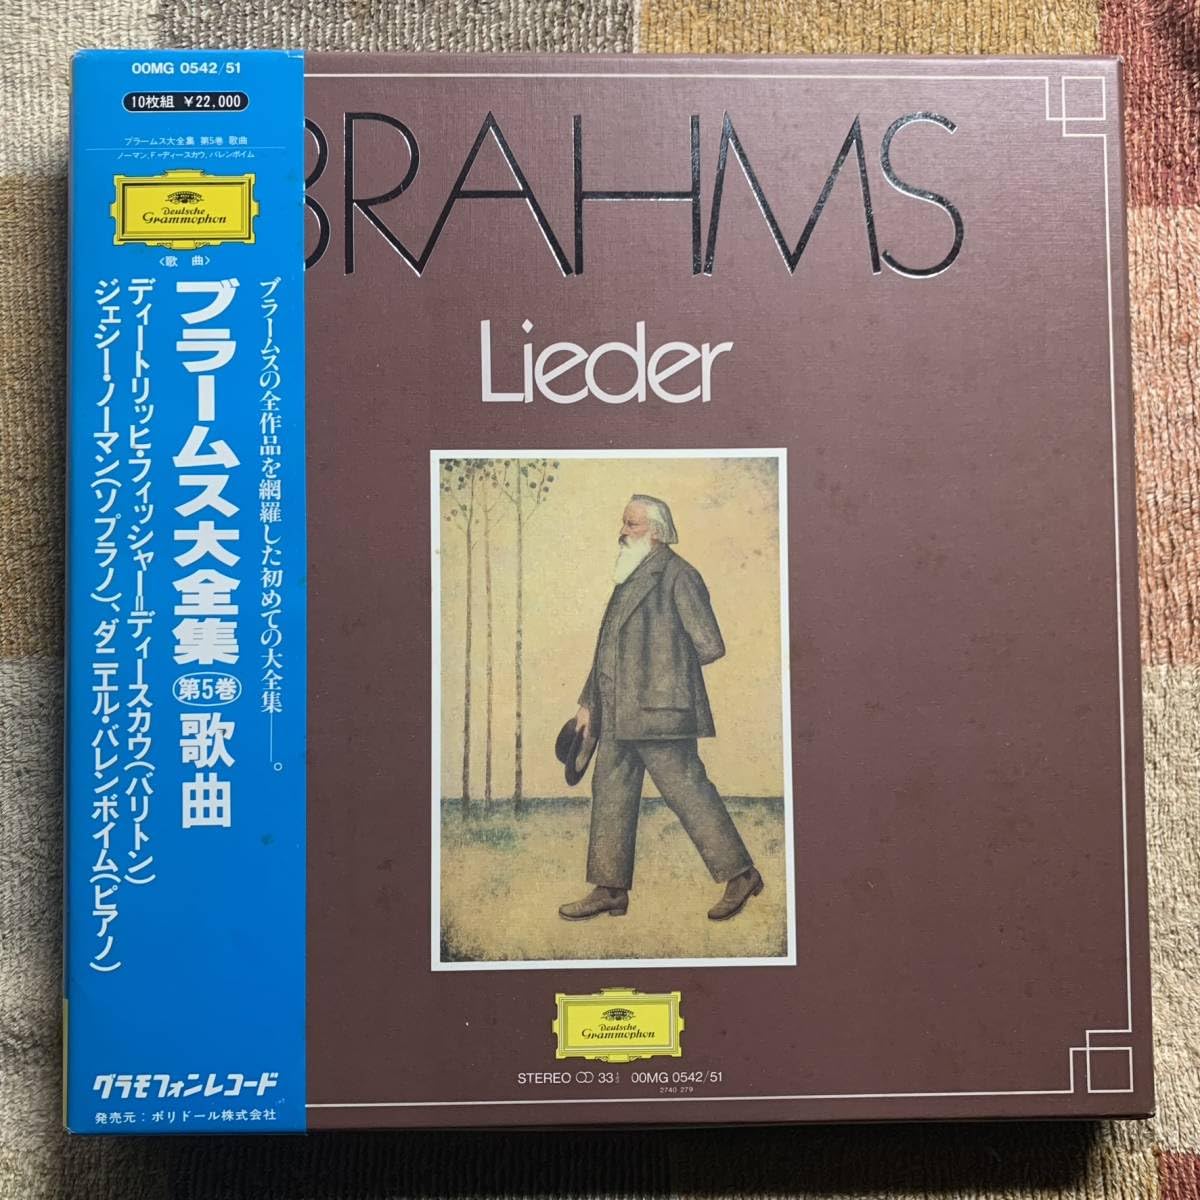 00MG 0542/51
10枚組 ¥22,000
ブラームス大全集 第5巻 歌曲
ノーマン、F=ディースカウ、バレンボイム
Deutsche
Grammophon
〈歌 曲〉
ブラームスの全作品を網羅した初めての大全集——。
ブラームス大全集 第5巻 歌曲
ディートリッヒ・フィッシャー=ディースカウ(バリトン)
ジェシー・ノーマン(ソプラノ)、ダニエル・バレンボイム(ピアノ)
グラモフォンレコード
発売元：ポリドール株式会社
BRAHMS
Lieder
Deutsche
Grammophon
STEREO 33⅓ 00MG 0542/51
2740 279